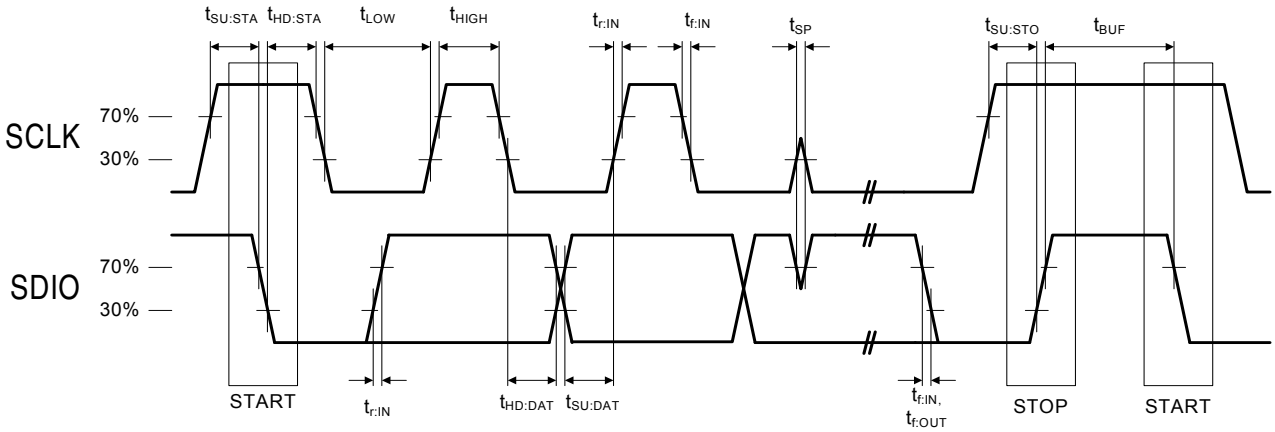 tSU:STA tHD:STA tLOW tHIGH tr:IN tf:IN tSP tSU:STO tBUF
SCLK
70%
30%
SDIO
70%
30%
START
tr:IN
tHD:DAT tSU:DAT
tf:IN,
tf:OUT
STOP
START